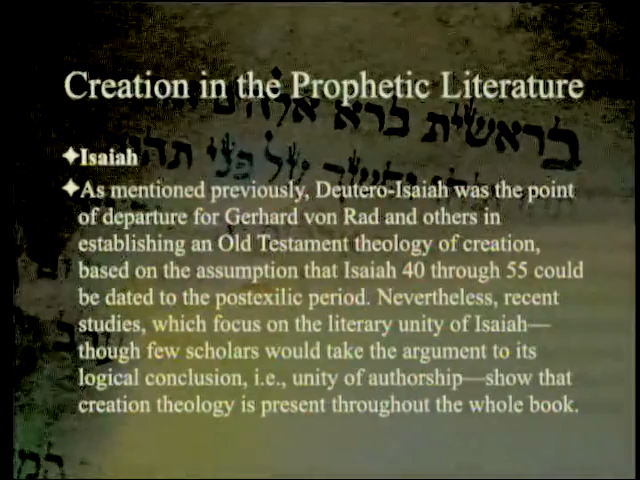 Creation in the Prophetic Literature
בראשית ברא אלהים
✦Isaiah
✦As mentioned previously, Deutero-Isaiah was the point
of departure for Gerhard von Rad and others in
establishing an Old Testament theology of creation,
based on the assumption that Isaiah 40 through 55 could
be dated to the postexilic period. Nevertheless, recent
studies, which focus on the literary unity of Isaiah—
though few scholars would take the argument to its
logical conclusion, i.e., unity of authorship—show that
creation theology is present throughout the whole book.